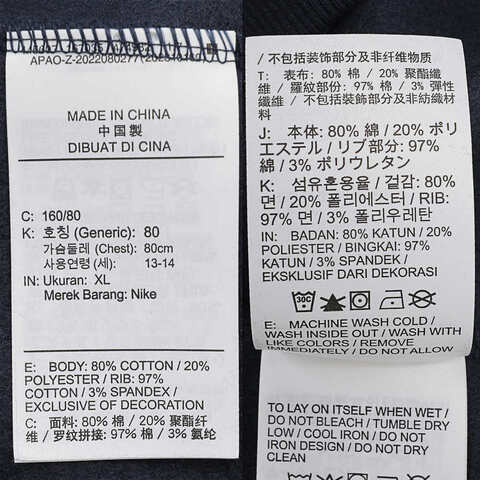 APAO-Z-2022080277
MADE IN CHINA
中国製
DIBUAT DI CINA
C: 160/80
K: 호칭 (Generic): 80
가슴둘레 (Chest): 80cm
사용연령 (세): 13-14
IN: Ukuran: XL
Merek Barang: Nike
E: BODY: 80% COTTON / 20%
POLYESTER / RIB: 97%
COTTON / 3% SPANDEX /
EXCLUSIVE OF DECORATION
C: 面料: 80% 棉 / 20% 聚酯纤
维 / 罗纹拼接: 97% 棉 / 3% 氨纶
/ 不包括装饰部分及非纤维物质
T: 表布: 80% 棉 / 20% 聚酯纖
維 / 羅紋部份: 97% 棉 / 3% 彈性
纖維 / 不包括裝飾部分及非紡織材
料
J: 本体: 80% 綿 / 20% ポリ
エステル / リブ部分: 97%
綿 / 3% ポリウレタン
K: 섬유혼용율 / 겉감: 80%
면 / 20% 폴리에스터 / RIB:
97% 면 / 3% 폴리우레탄
IN: BADAN: 80% KATUN / 20%
POLIESTER / BINGKAI: 97%
KATUN / 3% SPANDEK /
EKSKLUSIF DARI DEKORASI
30C
E: MACHINE WASH COLD /
WASH INSIDE OUT / WASH WITH
LIKE COLORS / REMOVE
IMMEDIATELY / DO NOT ALLOW
TO LAY ON ITSELF WHEN WET /
DO NOT BLEACH / TUMBLE DRY
LOW / COOL IRON / DO NOT
IRON DESIGN / DO NOT DRY
CLEAN